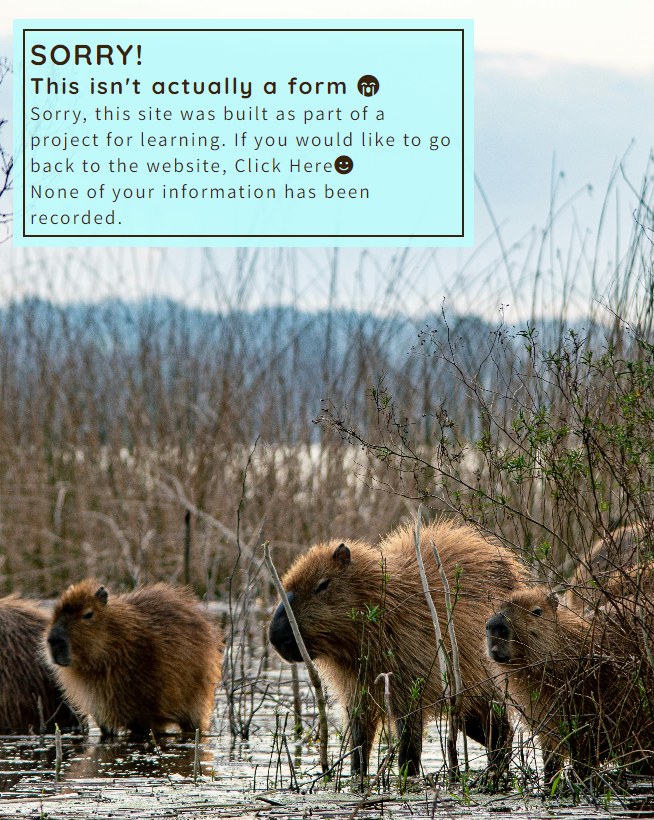 SORRY!
This isn't actually a form 😭
Sorry, this site was built as part of a
project for learning. If you would like to go
back to the website, Click Here☻
None of your information has been
recorded.